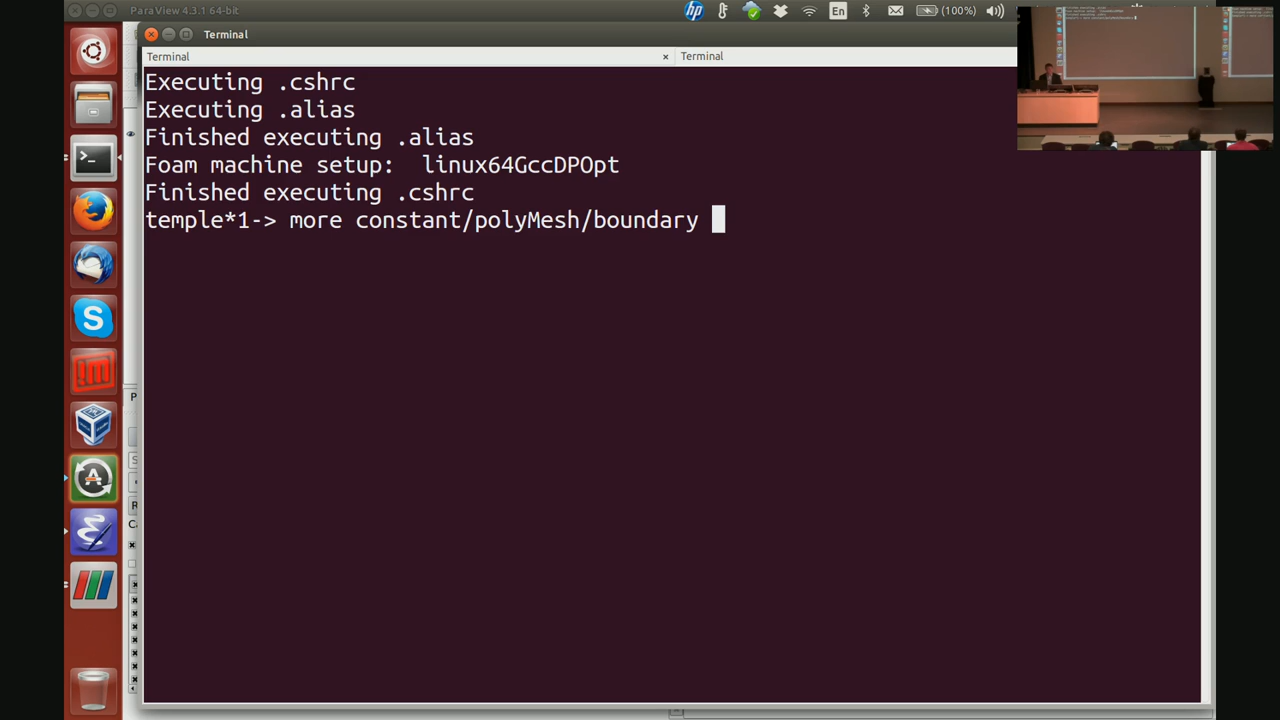 ParaView 4.3.1 64-bit
En
(100%)
Terminal
Terminal
Terminal
Executing .cshrc
Executing .alias
Finished executing .alias
Foam machine setup:  linux64GccDPOpt
Finished executing .cshrc
temple*1-> more constant/polyMesh/boundary